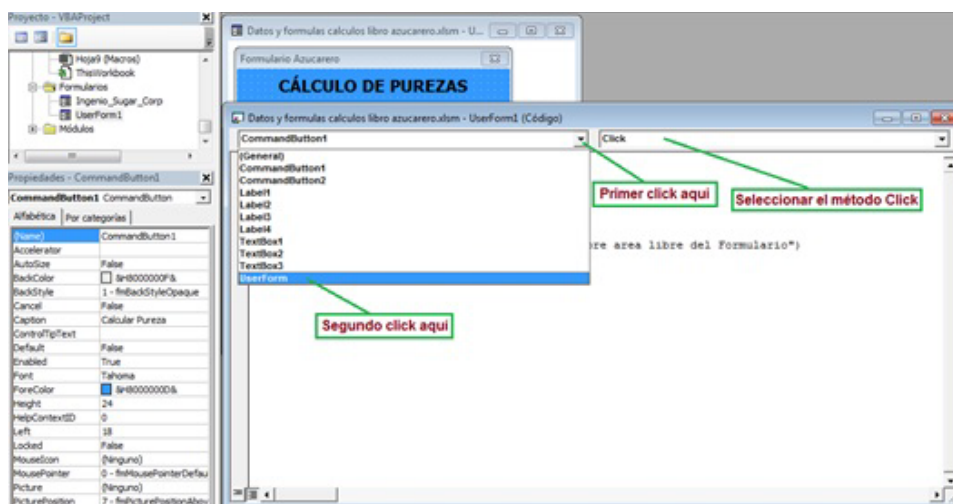 Proyecto - VBAProject
Hoja9 (Macros)
ThisWorkbook
Formularios
Ingenio_Sugar_Corp
UserForm1
Módulos
Propiedades - CommandButton1
CommandButton1 CommandButton
Alfabética Por categorías
(Name) CommandButton1
Accelerator
AutoSize False
BackColor &H8000000F&
BackStyle 1 - fmBackStyleOpaque
Cancel False
Caption Calcular Pureza
ControlTipText
Default False
Enabled True
Font Tahoma
ForeColor &H8000000D&
Height 24
HelpContextID 0
Left 18
Locked False
MouseIcon (Ninguno)
MousePointer 0 - fmMousePointerDefau
Picture (Ninguno)
PicturePosition 7 - fmPicturePositionAbov
Datos y formulas calculos libro azucarero.xlsm - U...
Formulario Azucarero
CÁLCULO DE PUREZAS
Datos y formulas calculos libro azucarero.xlsm - UserForm1 (Código)
CommandButton1
Click
(General)
CommandButton1
CommandButton2
Label1
Label2
Label3
Label4
TextBox1
TextBox2
TextBox3
UserForm
Primer click aqui
Seleccionar el método Click
bre area libre del Formulario")
Segundo click aqui